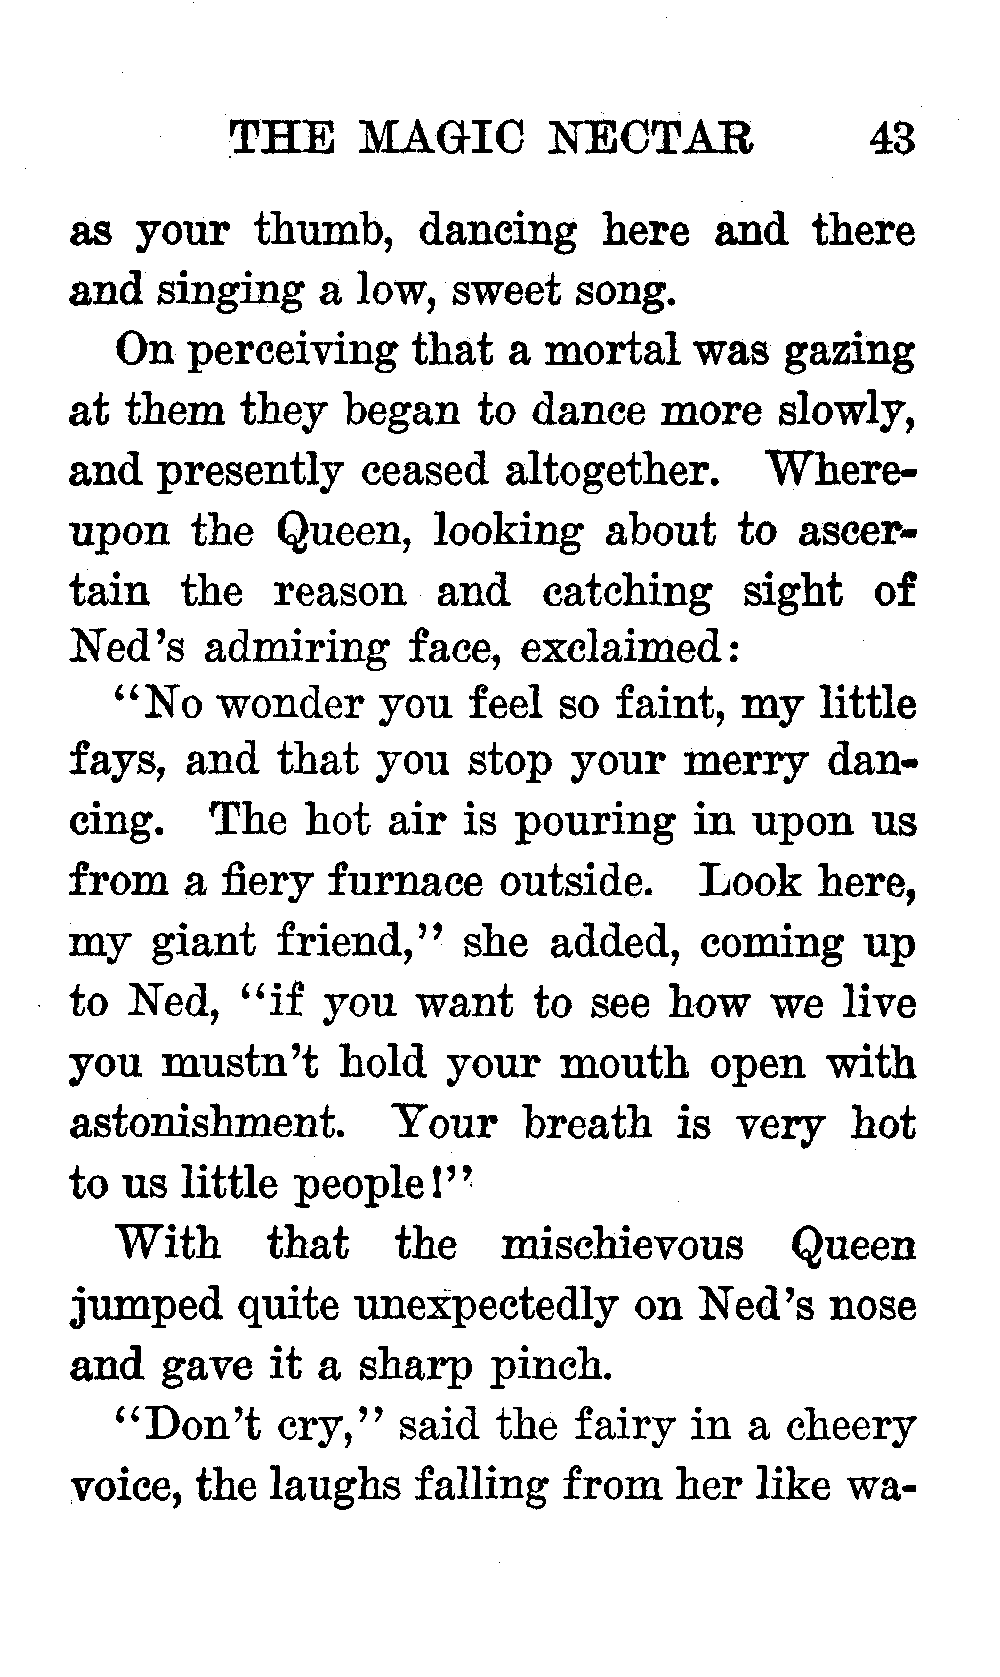 THE MAGIC NECTAR 43
as your thumb, dancing here and there
and singing a low, sweet song.
On perceiving that a mortal was gazing
at them they began to dance more slowly,
and presently ceased altogether. Where-
upon the Queen, looking about to ascer-
tain the reason and catching sight of
Ned's admiring face, exclaimed:
"No wonder you feel so faint, my little
fays, and that you stop your merry dan-
cing. The hot air is pouring in upon us
from a fiery furnace outside. Look here,
my giant friend," she added, coming up
to Ned, "if you want to see how we live
you mustn't hold your mouth open with
astonishment. Your breath is very hot
to us little people!"
With that the mischievous Queen
jumped quite unexpectedly on Ned's nose
and gave it a sharp pinch.
"Don't cry," said the fairy in a cheery
voice, the laughs falling from her like wa-